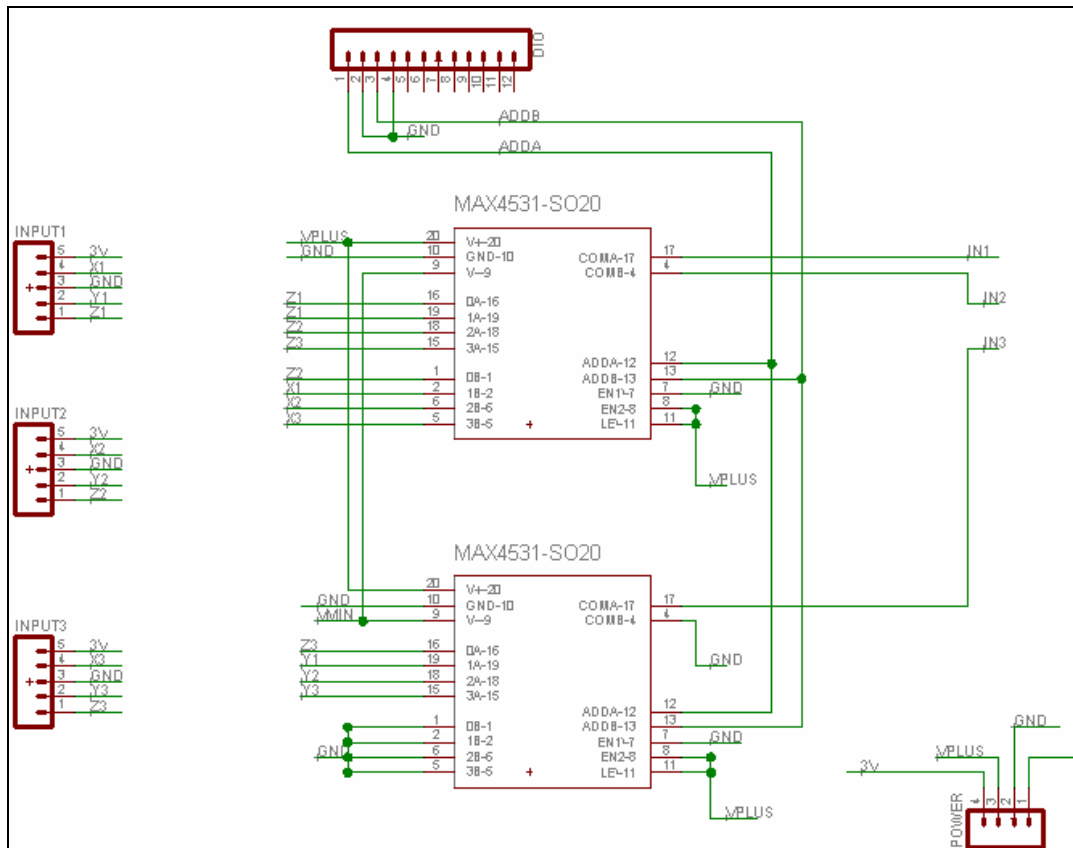 DIO
1 2 3 4 5 6 7 8 9 10 11 12
ADDB
GND
ADDA
MAX4531-SO20
VPLUS 20 V+-20
GND 10 GND-10
9 V--9
Z1 16 0A-16
Z1 19 1A-19
Z2 18 2A-18
Z3 15 3A-15
Z2 1 0B-1
X1 2 1B-2
X2 6 2B-6
X3 5 3B-5
COMA-17 17 IN1
COMB-4 4 IN2
IN3
ADDA-12 12
ADDB-13 13
EN1\-7 7 GND
EN2-8 8
LE\-11 11
VPLUS
INPUT1
5 3V
4 X1
3 GND
2 Y1
1 Z1
INPUT2
5 3V
4 X2
3 GND
2 Y2
1 Z2
INPUT3
5 3V
4 X3
3 GND
2 Y3
1 Z3
MAX4531-SO20
20 V+-20
GND 10 GND-10
VMIN 9 V--9
Z3 16 0A-16
Y1 19 1A-19
Y2 18 2A-18
Y3 15 3A-15
1 0B-1
2 1B-2
GND 6 2B-6
5 3B-5
COMA-17 17
COMB-4 4
GND
ADDA-12 12
ADDB-13 13
EN1\-7 7 GND
EN2-8 8
LE\-11 11
VPLUS
GND
VPLUS
3V
4 3 2 1
POWER